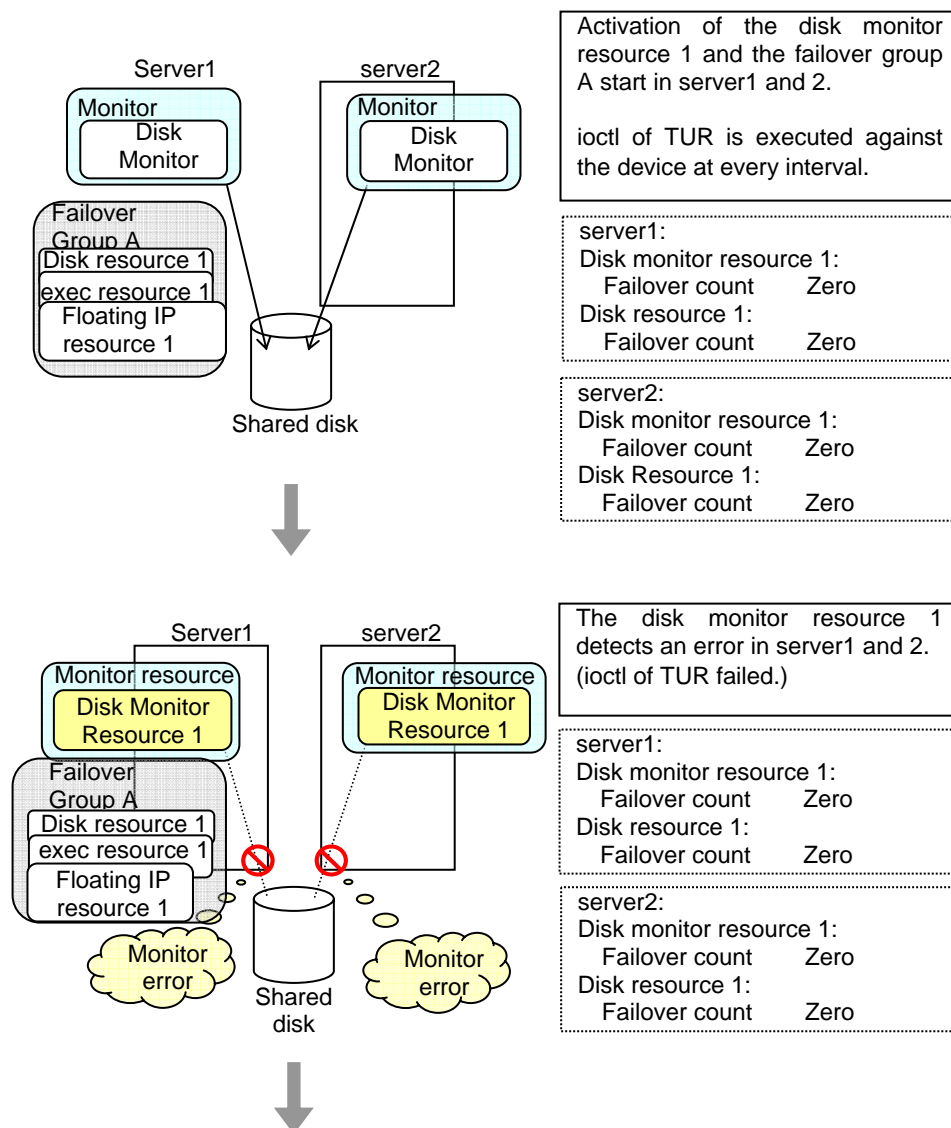 Server1
server2
Monitor
Disk
Monitor
Monitor
Disk
Monitor
Failover
Group A
Disk resource 1
exec resource 1
Floating IP
resource 1
Shared disk
Activation of the disk monitor
resource 1 and the failover group
A start in server1 and 2.
ioctl of TUR is executed against
the device at every interval.
server1:
Disk monitor resource 1:
Failover count Zero
Disk resource 1:
Failover count Zero
server2:
Disk monitor resource 1:
Failover count Zero
Disk Resource 1:
Failover count Zero
Server1
server2
Monitor resource
Disk Monitor
Resource 1
Monitor resource
Disk Monitor
Resource 1
Failover
Group A
Disk resource 1
exec resource 1
Floating IP
resource 1
Monitor
error
Shared
disk
Monitor
error
The disk monitor resource 1
detects an error in server1 and 2.
(ioctl of TUR failed.)
server1:
Disk monitor resource 1:
Failover count Zero
Disk resource 1:
Failover count Zero
server2:
Disk monitor resource 1:
Failover count Zero
Disk resource 1:
Failover count Zero